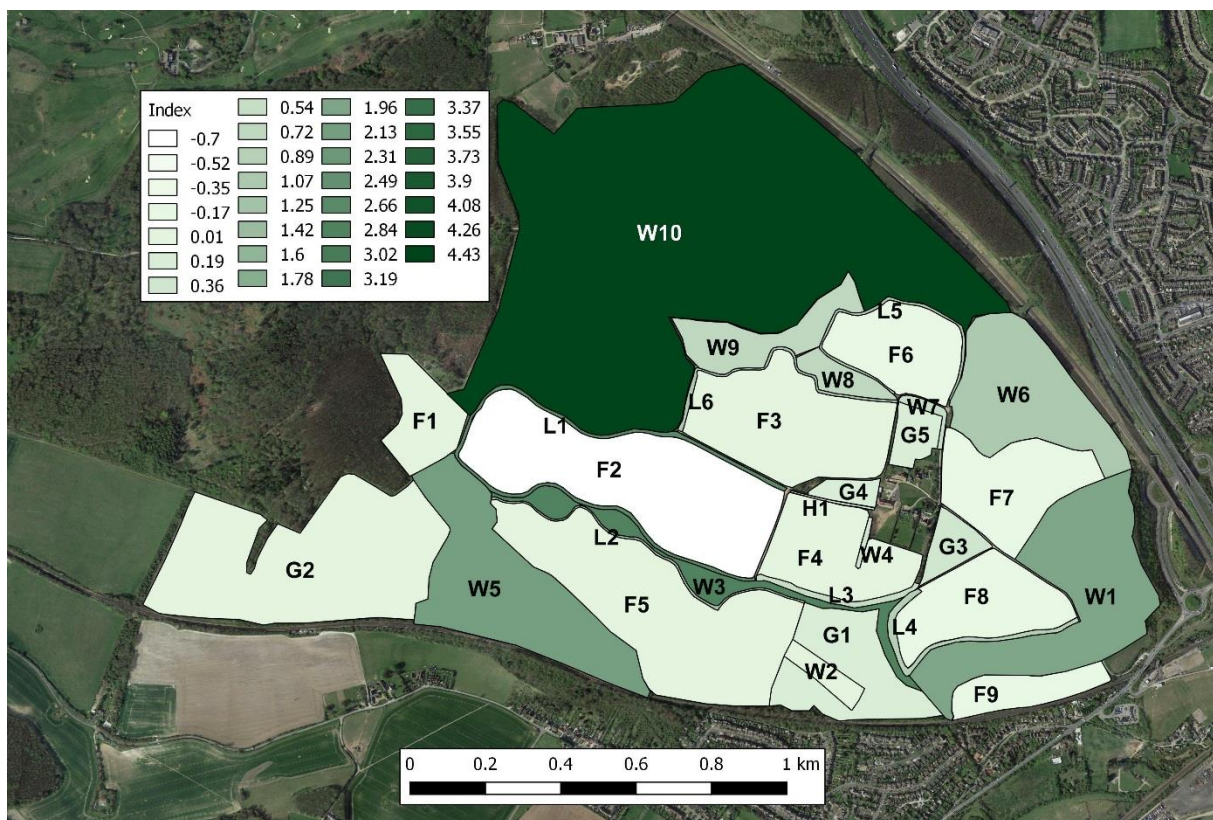 Index
-0.7
-0.52
-0.35
-0.17
0.01
0.19
0.36
0.54
0.72
0.89
1.07
1.25
1.42
1.6
1.78
1.96
2.13
2.31
2.49
2.66
2.84
3.02
3.19
3.37
3.55
3.73
3.9
4.08
4.26
4.43
W10
L5
W9
F6
W8
L6
W7
W6
F1
L1
F3
G5
F2
G4
F7
H1
L2
G3
F4
W4
G2
W5
W3
L3
F8
W1
F5
G1
L4
W2
F9
0 0.2 0.4 0.6 0.8 1 km